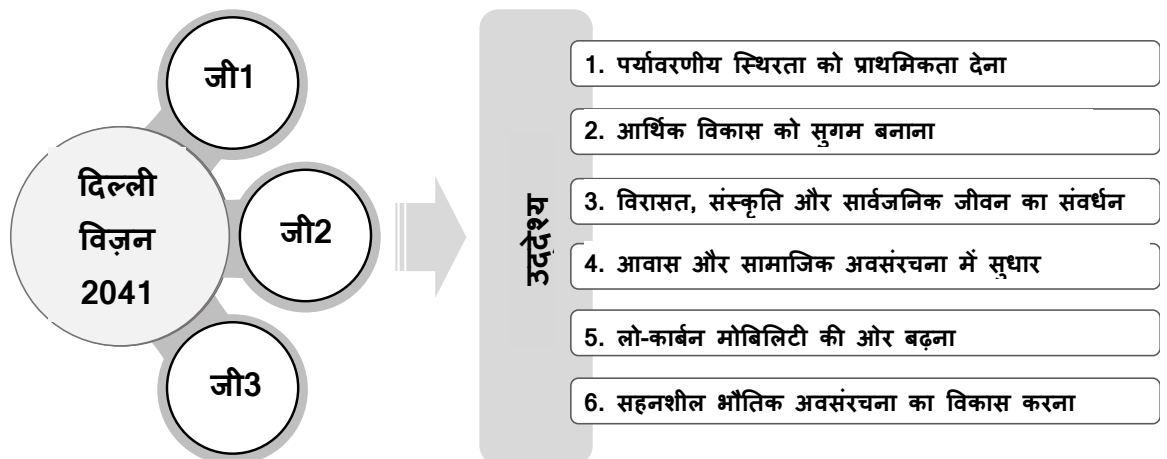 दिल्ली
विज़न
2041
जी1
जी2
जी3
उद्देश्य
1. पर्यावरणीय स्थिरता को प्राथमिकता देना
2. आर्थिक विकास को सुगम बनाना
3. विरासत, संस्कृति और सार्वजनिक जीवन का संवर्धन
4. आवास और सामाजिक अवसंरचना में सुधार
5. लो-कार्बन मोबिलिटी की ओर बढ़ना
6. सहनशील भौतिक अवसंरचना का विकास करना